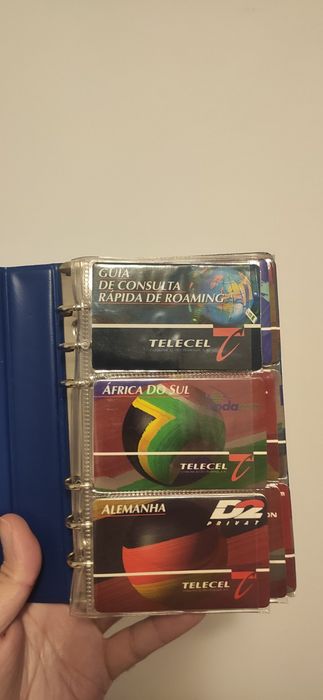 GUIA
DE CONSULTA
RÁPIDA DE ROAMING
TELECEL
ÁFRICA DO SUL
TELECEL
ALEMANHA
D2
PRIVAT
TELECEL